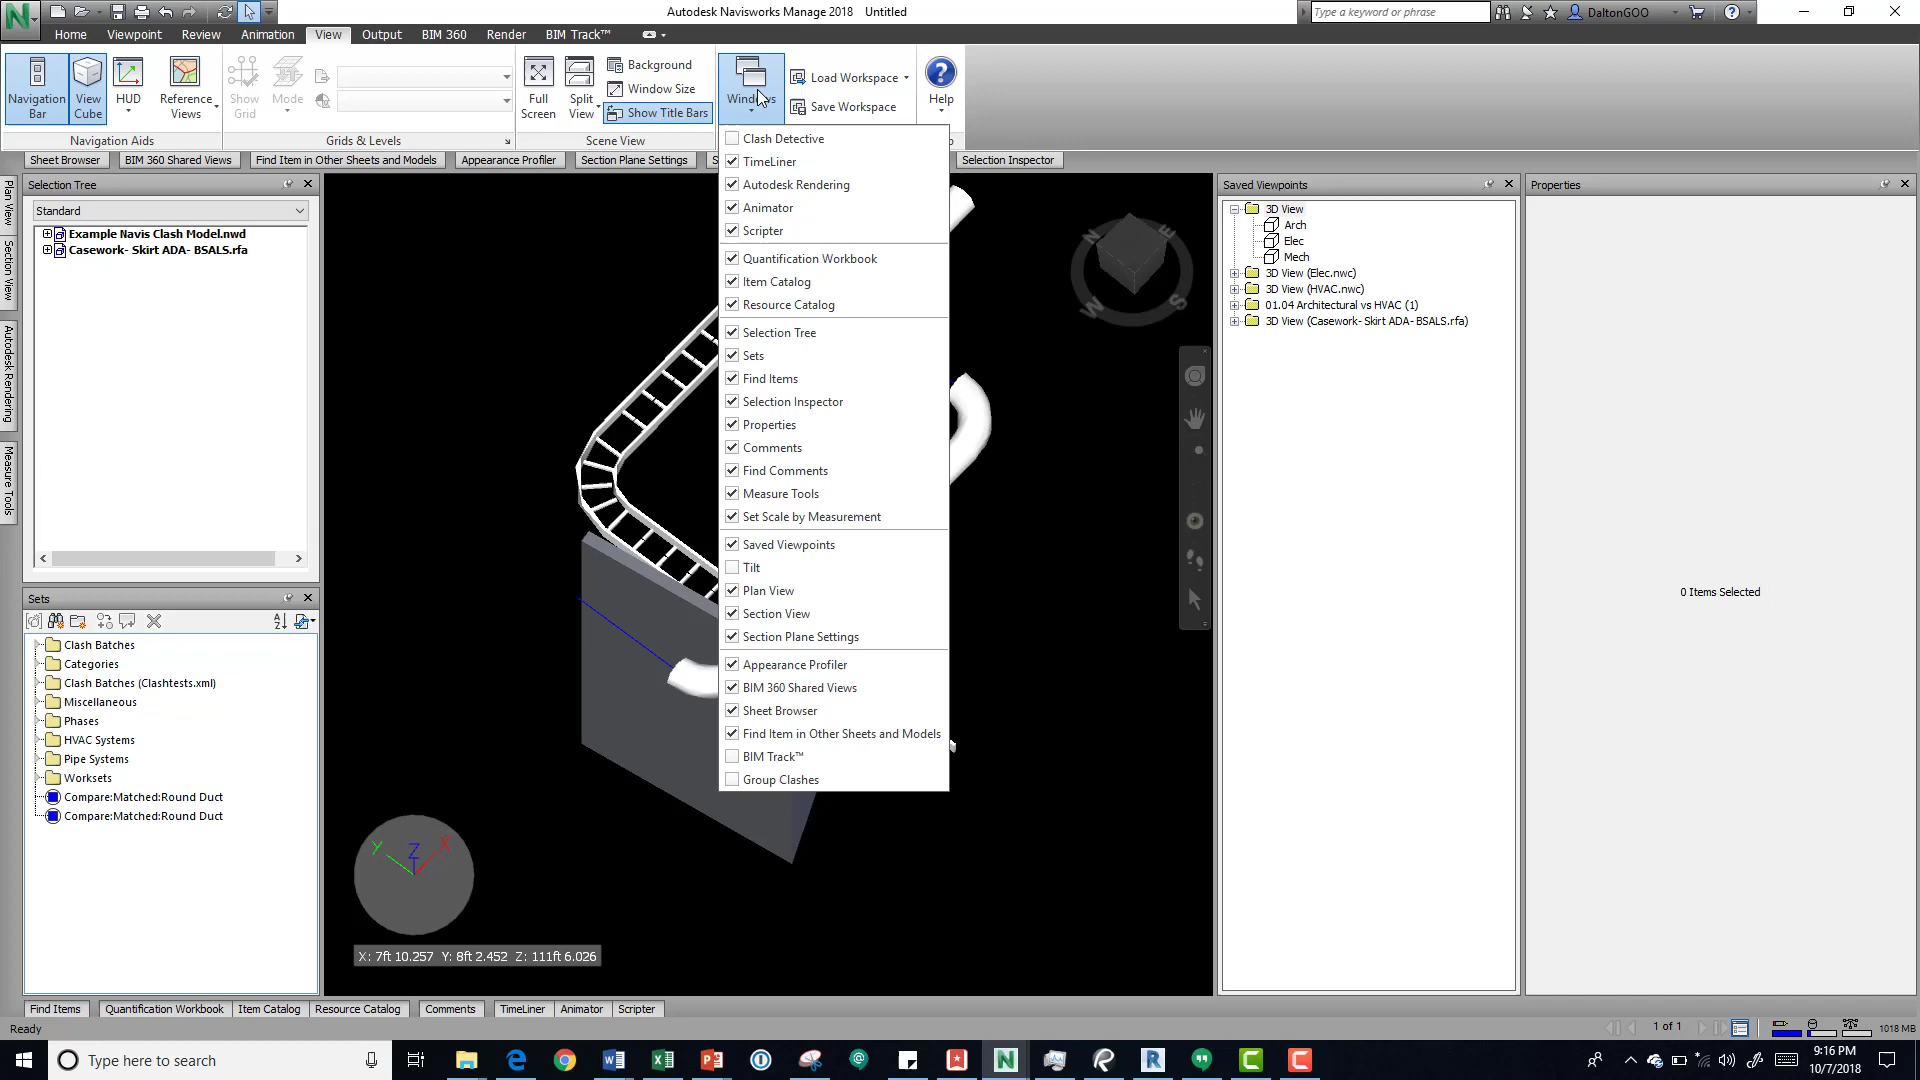 Autodesk Navisworks Manage 2018 Untitled
Type a keyword or phrase
DaltonGOO
Home Viewpoint Review Animation View Output BIM 360 Render BIM Track™
Navigation Bar
View Cube
HUD
Reference Views
Show Grid
Mode
Full Screen
Split View
Background
Window Size
Show Title Bars
Windows
Load Workspace
Save Workspace
Help
Navigation Aids
Grids & Levels
Scene View
Sheet Browser
BIM 360 Shared Views
Find Item in Other Sheets and Models
Appearance Profiler
Section Plane Settings
Selection Inspector
Plan View
Section View
Autodesk Rendering
Measure Tools
Selection Tree
Standard
Example Navis Clash Model.nwd
Casework- Skirt ADA- BSALS.rfa
Sets
Clash Batches
Categories
Clash Batches (Clashtests.xml)
Miscellaneous
Phases
HVAC Systems
Pipe Systems
Worksets
Compare:Matched:Round Duct
Compare:Matched:Round Duct
Clash Detective
TimeLiner
Autodesk Rendering
Animator
Scripter
Quantification Workbook
Item Catalog
Resource Catalog
Selection Tree
Sets
Find Items
Selection Inspector
Properties
Comments
Find Comments
Measure Tools
Set Scale by Measurement
Saved Viewpoints
Tilt
Plan View
Section View
Section Plane Settings
Appearance Profiler
BIM 360 Shared Views
Sheet Browser
Find Item in Other Sheets and Models
BIM Track™
Group Clashes
N E
W S
Y Z X
X: 7ft 10.257 Y: 8ft 2.452 Z: 111ft 6.026
Saved Viewpoints
3D View
Arch
Elec
Mech
3D View (Elec.nwc)
3D View (HVAC.nwc)
01.04 Architectural vs HVAC (1)
3D View (Casework- Skirt ADA- BSALS.rfa)
Properties
0 Items Selected
Find Items
Quantification Workbook
Item Catalog
Resource Catalog
Comments
TimeLiner
Animator
Scripter
Ready
1 of 1
1018 MB
Type here to search
9:16 PM
10/7/2018